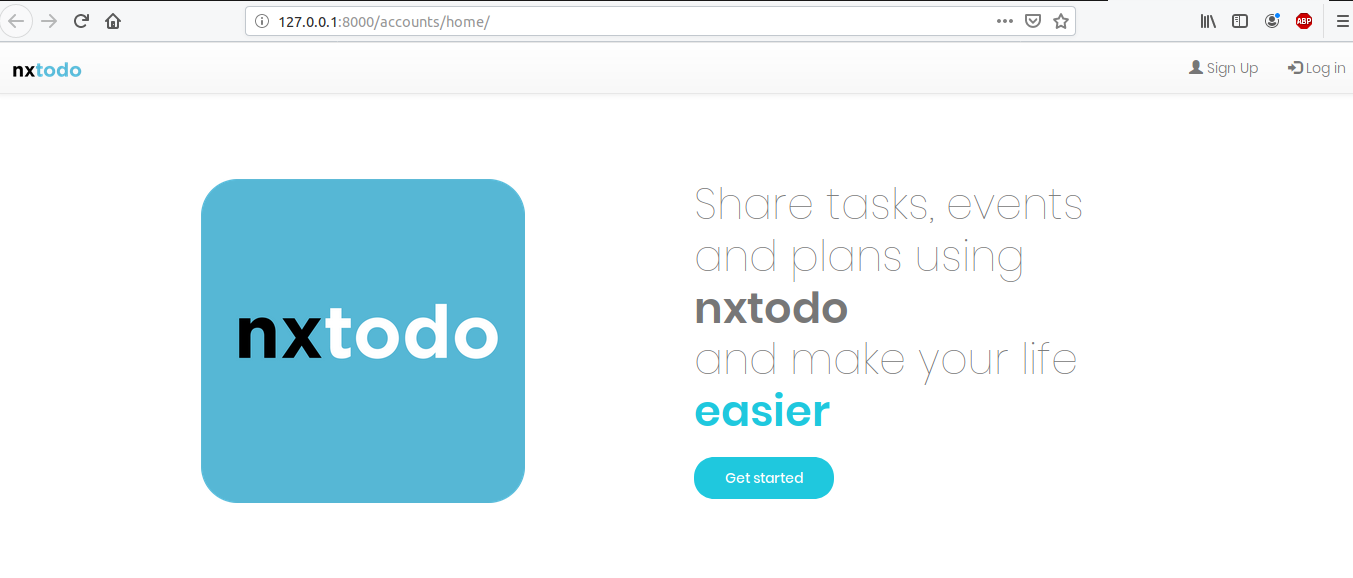 127.0.0.1:8000/accounts/home/
ABP
nxtodo
Sign Up
Log in
nxtodo
Share tasks, events
and plans using
nxtodo
and make your life
easier
Get started